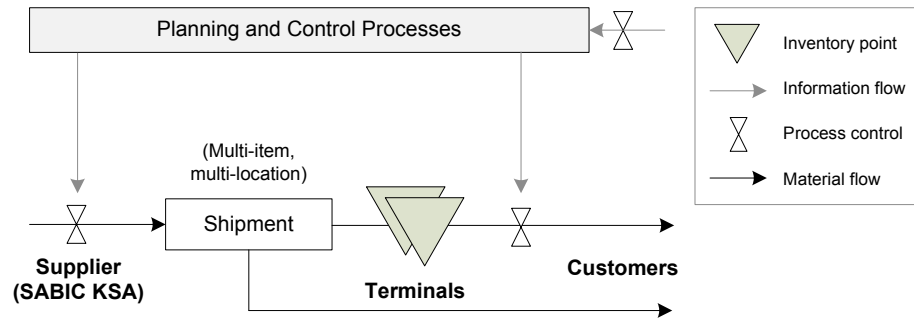 Planning and Control Processes
(Multi-item,
multi-location)
Shipment
Supplier
(SABIC KSA)
Terminals
Customers
Inventory point
Information flow
Process control
Material flow